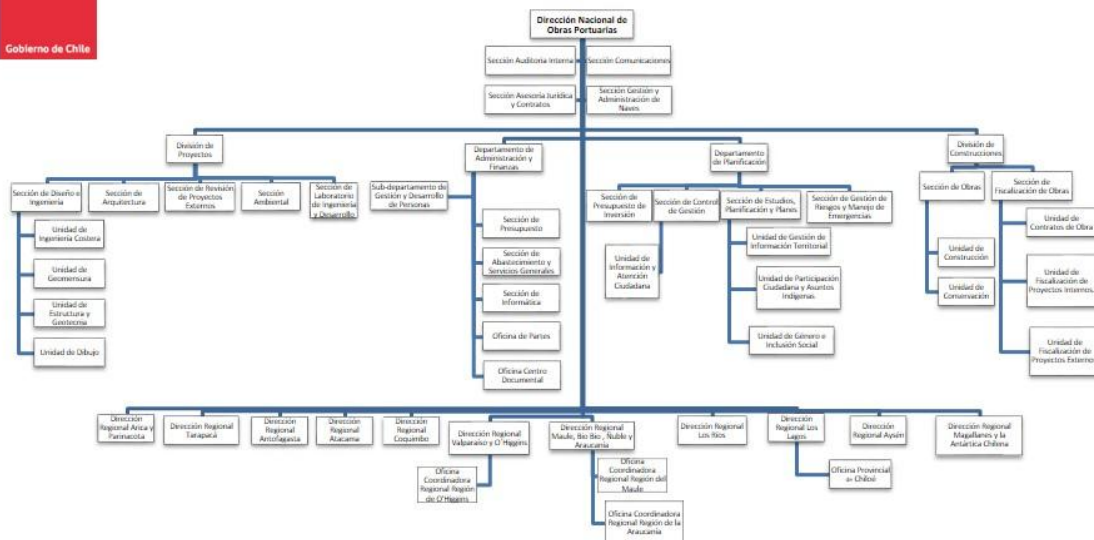 Gobierno de Chile
Dirección Nacional de
Obras Portuarias
Sección Auditoria Interna
Sección Comunicaciones
Sección Asesoría Jurídica
y Contratos
Sección Gestión y
Administración de
Naves
División de
Proyectos
Departamento de
Administración y
Finanzas
Departamento
de Planificación
División de
Construcciones
Sección de Diseño e
Ingeniería
Sección de
Arquitectura
Sección de Revisión
de Proyectos
Externos
Sección
Ambiental
Sección de
Laboratorio
de Ingeniería
y Desarrollo
Sub-departamento de
Gestión y Desarrollo
de Personas
Sección de
Presupuesto de
Inversión
Sección de Control
de Gestión
Sección de Estudios,
Planificación y Planes
Sección de Gestión de
Riegos y Manejo de
Emergencias
Sección de Obras
Sección de
Fiscalización de Obras
Unidad de
Ingeniería Costera
Unidad de
Geomensura
Unidad de
Estructura y
Geotecnia
Unidad de Dibujo
Sección de
Presupuesto
Sección de
Abastecimiento y
Servicios Generales
Sección de
Informática
Oficina de Partes
Oficina Centro
Documental
Unidad de
Información y
Atención
Ciudadana
Unidad de Gestión de
Información Territorial
Unidad de Participación
Ciudadana y Asuntos
Indígenas
Unidad de Género e
Inclusión Social
Unidad de
Construcción
Unidad de
Conservación
Unidad de
Contratos de Obra
Unidad de
Fiscalización de
Proyectos Internos
Unidad de
Fiscalización de
Proyectos Externo
Dirección
Regional Arica y
Parinacota
Dirección Regional
Tarapacá
Dirección
Regional
Antofagasta
Dirección
Regional
Atacama
Dirección
Regional
Coquimbo
Dirección Regional
Valparaíso y O'Higgins
Dirección Regional
Maule, Bio Bio , Ñuble y
Araucanía
Dirección Regional
Los Ríos
Dirección
Regional Los
Lagos
Dirección
Regional Aysén
Dirección Regional
Magallanes y la
Antártica Chilena
Oficina
Coordinadora
Regional Región
de O'Higgins
Oficina
Coordinadora
Regional Región del
Maule
Oficina Coordinadora
Regional Región de la
Araucanía
Oficina Provincial
de Chiloé